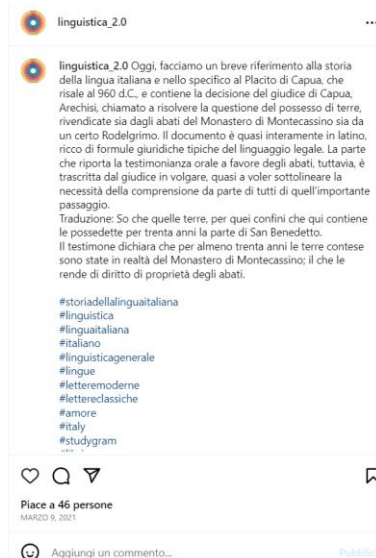 linguistica_2.0
linguistica_2.0 Oggi, facciamo un breve riferimento alla storia
della lingua italiana e nello specifico al Placito di Capua, che
risale al 960 d.C., e contiene la decisione del giudice di Capua,
Arechisi, chiamato a risolvere la questione del possesso di terre,
rivendicate sia dagli abati del Monastero di Montecassino sia da
un certo Rodelgrimo. Il documento è quasi interamente in latino,
ricco di formule giuridiche tipiche del linguaggio legale. La parte
che riporta la testimonianza orale a favore degli abati, tuttavia, è
trascritta dal giudice in volgare, quasi a voler sottolineare la
necessità della comprensione da parte di tutti di quell'importante
passaggio.
Traduzione: So che quelle terre, per quei confini che qui contiene
le possedette per trenta anni la parte di San Benedetto.
Il testimone dichiara che per almeno trenta anni le terre contese
sono state in realtà del Monastero di Montecassino; il che le
rende di diritto di proprietà degli abati.
#storiadellalinguaitaliana
#linguistica
#linguaitaliana
#italiano
#linguisticagenerale
#lingue
#letteremoderne
#lettereclassiche
#amore
#italy
#studygram
Piace a 46 persone
MARZO 9, 2021
Aggiungi un commento...
Pubblic